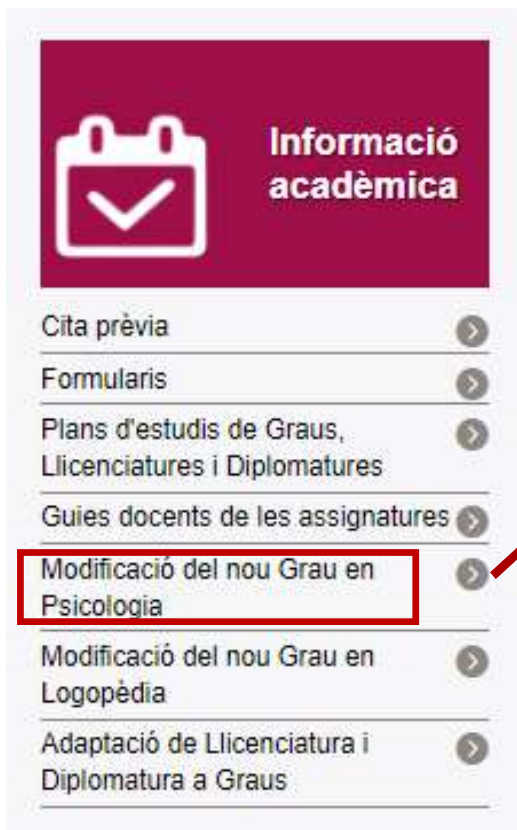 Informació
acadèmica
Cita prèvia
Formularis
Plans d'estudis de Graus,
Llicenciatures i Diplomatures
Guies docents de les assignatures
Modificació del nou Grau en
Psicologia
Modificació del nou Grau en
Logopèdia
Adaptació de Llicenciatura i
Diplomatura a Graus